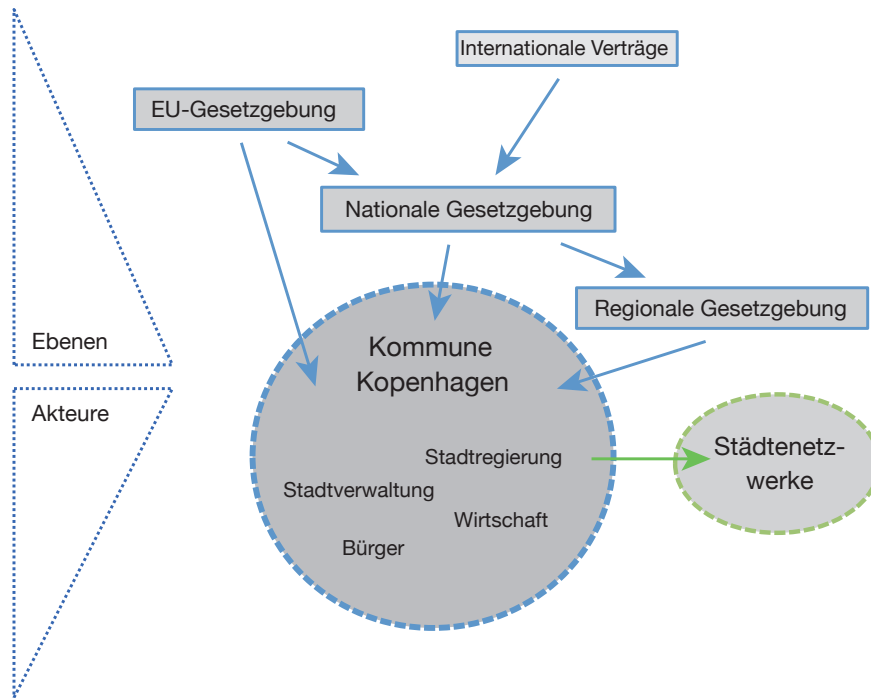 Internationale Verträge
EU-Gesetzgebung
Nationale Gesetzgebung
Regionale Gesetzgebung
Ebenen
Kommune
Kopenhagen
Akteure
Stadtregierung
Städtenetz-
werke
Stadtverwaltung
Wirtschaft
Bürger